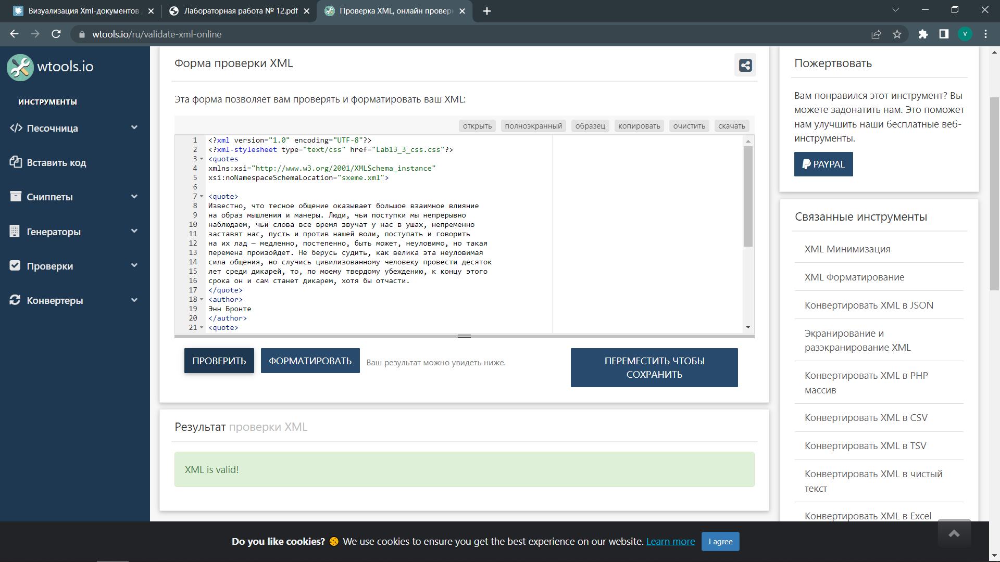 Визуализация Xml-документов
Лабораторная работа № 12.pdf
Проверка XML, онлайн провер
wtools.io/ru/validate-xml-online
V
wtools.io
ИНСТРУМЕНТЫ
Песочница
Вставить код
Сниппеты
Генераторы
Проверки
Конвертеры
Форма проверки XML
Эта форма позволяет вам проверять и форматировать ваш XML:
открыть полноэкранный образец копировать очистить скачать
1 <?xml version="1.0" encoding="UTF-8"?>
2 <?xml-stylesheet type="text/css" href="Lab13_3_css.css"?>
3 <quotes
4 xmlns:xsi="http://www.w3.org/2001/XMLSchema_instance"
5 xsi:noNamespaceSchemaLocation="sxeme.xml">
6
7 <quote>
8 Известно, что тесное общение оказывает большое взаимное влияние
9 на образ мышления и манеры. Люди, чьи поступки мы непрерывно
10 наблюдаем, чьи слова все время звучат у нас в ушах, непременно
11 заставят нас, пусть и против нашей воли, поступать и говорить
12 на их лад — медленно, постепенно, быть может, неуловимо, но такая
13 перемена произойдет. Не берусь судить, как велика эта неуловимая
14 сила общения, но случись цивилизованному человеку провести десяток
15 лет среди дикарей, то, по моему твердому убеждению, к концу этого
16 срока он и сам станет дикарем, хотя бы отчасти.
17 </quote>
18 <author>
19 Энн Бронте
20 </author>
21 <quote>
ПРОВЕРИТЬ
ФОРМАТИРОВАТЬ
Ваш результат можно увидеть ниже.
ПЕРЕМЕСТИТЬ ЧТОБЫ
СОХРАНИТЬ
Результат проверки XML
XML is valid!
Пожертвовать
Вам понравился этот инструмент? Вы
можете задонатить нам. Это поможет
нам улучшить наши бесплатные веб-
инструменты.
PAYPAL
Связанные инструменты
XML Минимизация
XML Форматирование
Конвертировать XML в JSON
Экранирование и
разэкранирование XML
Конвертировать XML в PHP
массив
Конвертировать XML в CSV
Конвертировать XML в TSV
Конвертировать XML в чистый
текст
Конвертировать XML в Excel
Do you like cookies? We use cookies to ensure you get the best experience on our website. Learn more
I agree